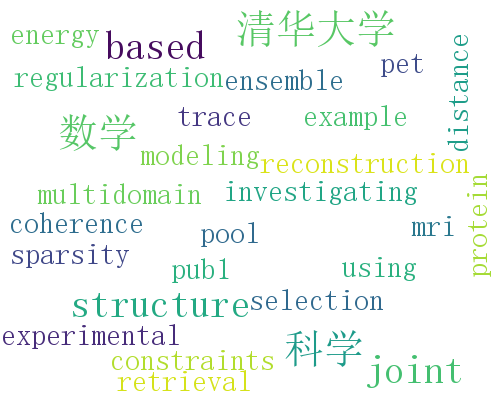 清华大学
energy
based
pet
distance
regularization
ensemble
trace
example
数学
modeling
reconstruction
protein
multidomain
investigating
coherence
pool
mri
sparsity
publ
using
structure
selection
experimental
科学
constraints
joint
retrieval